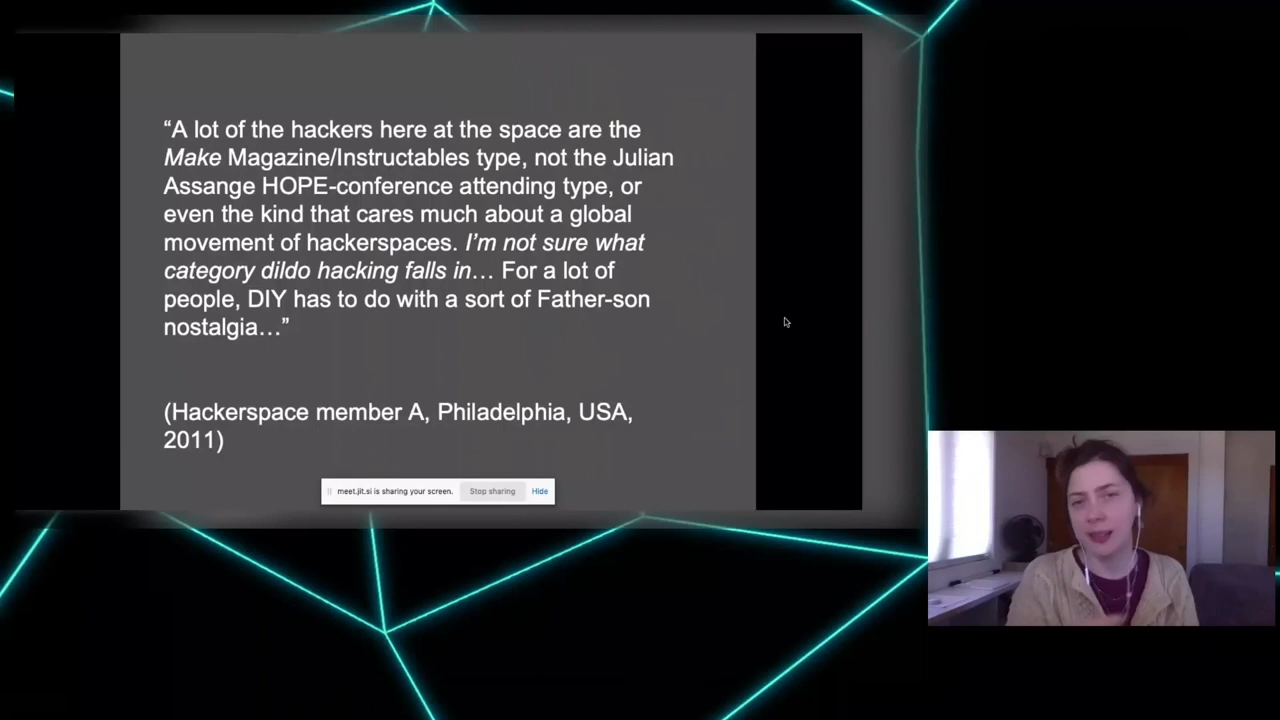 “A lot of the hackers here at the space are the
Make Magazine/Instructables type, not the Julian
Assange HOPE-conference attending type, or
even the kind that cares much about a global
movement of hackerspaces. I’m not sure what
category dildo hacking falls in… For a lot of
people, DIY has to do with a sort of Father-son
nostalgia…”
(Hackerspace member A, Philadelphia, USA,
2011)
meet.jit.si is sharing your screen. Stop sharing Hide